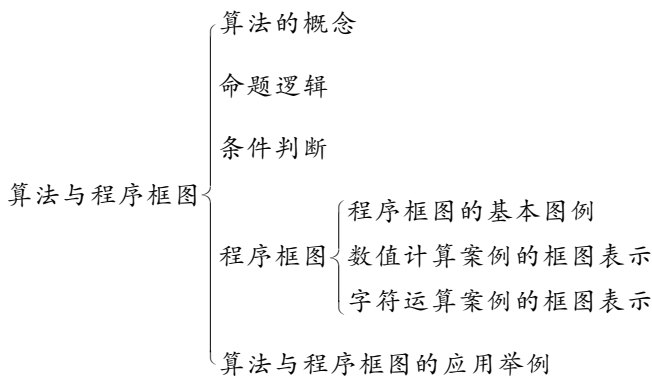 算法的概念
命题逻辑
条件判断
算法与程序框图
程序框图的基本图例
程序框图
数值计算案例的框图表示
字符运算案例的框图表示
算法与程序框图的应用举例